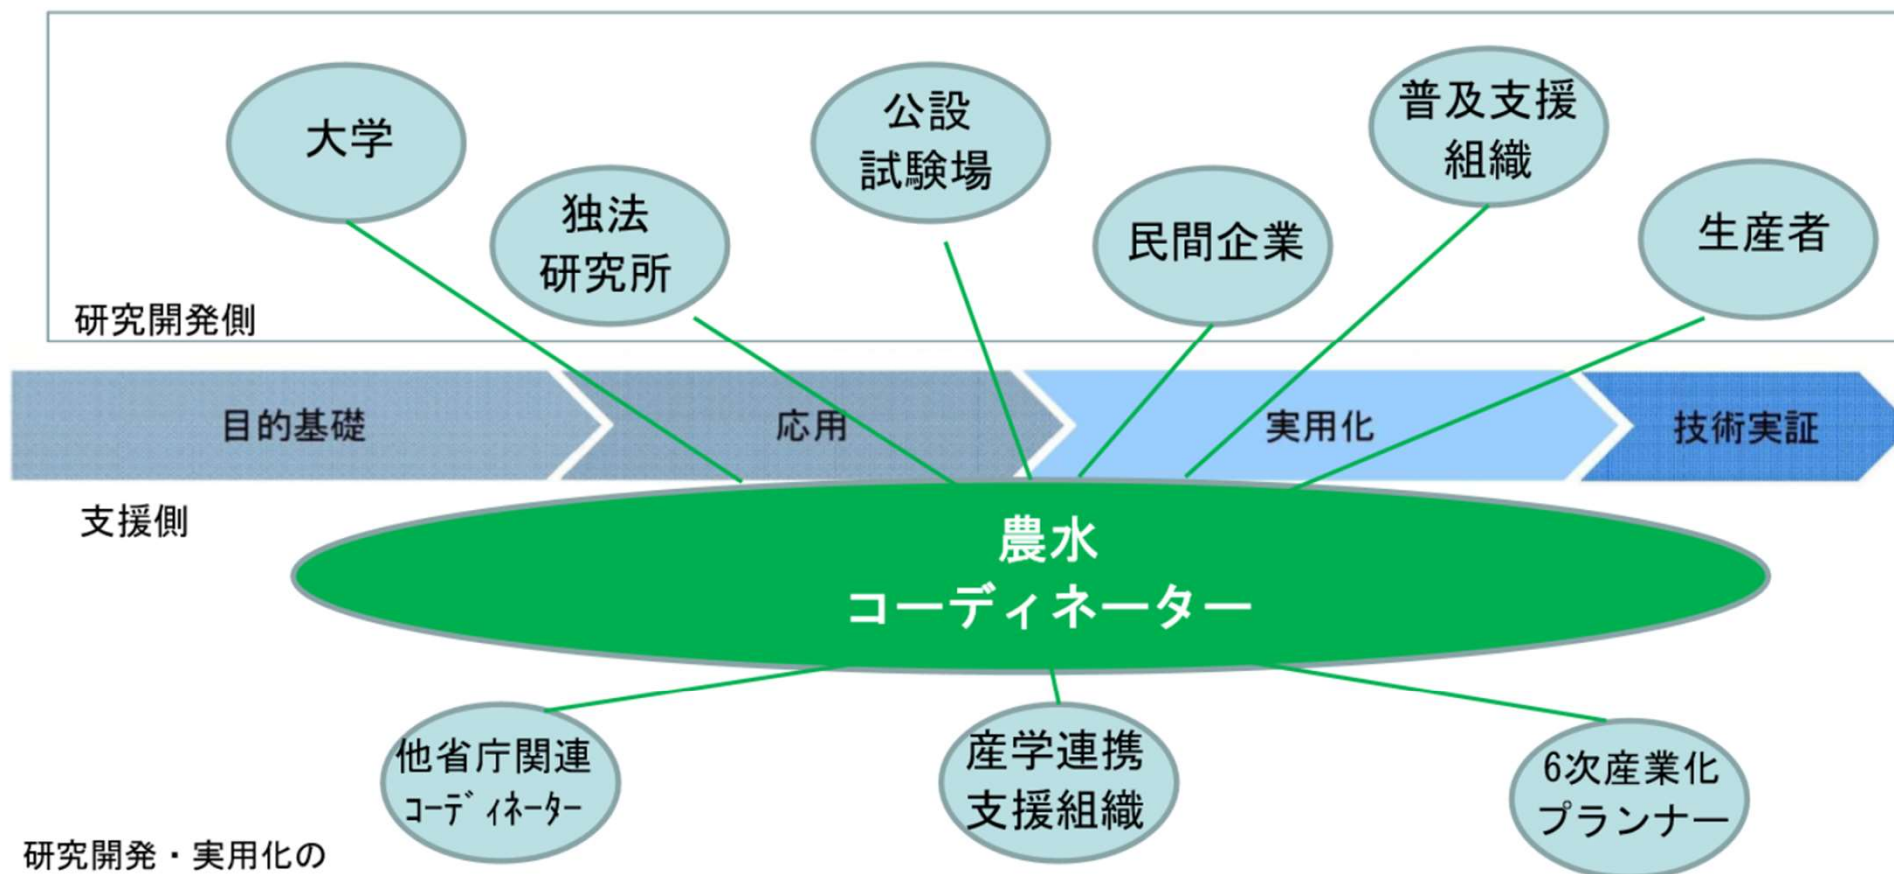 大学
独法
研究所
公設
試験場
民間企業
普及支援
組織
生産者
研究開発側
目的基礎
応用
実用化
技術実証
支援側
農水
コーディネーター
他省庁関連
ｺｰﾃﾞｨﾈｰﾀｰ
産学連携
支援組織
6次産業化
プランナー
研究開発・実用化の